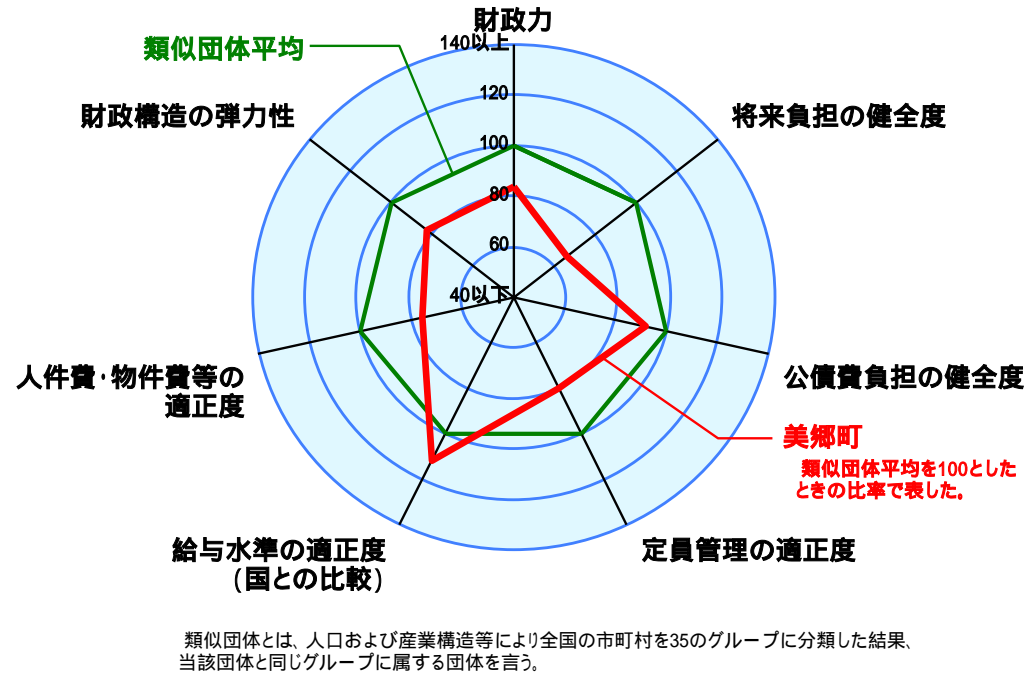 財政力
140以上
類似団体平均
120
財政構造の弾力性
将来負担の健全度
100
80
60
40以下
人件費・物件費等の
適正度
公債費負担の健全度
美郷町
類似団体平均を100とした
ときの比率で表した。
給与水準の適正度
(国との比較)
定員管理の適正度
類似団体とは、人口および産業構造等により全国の市町村を35のグループに分類した結果、
当該団体と同じグループに属する団体を言う。